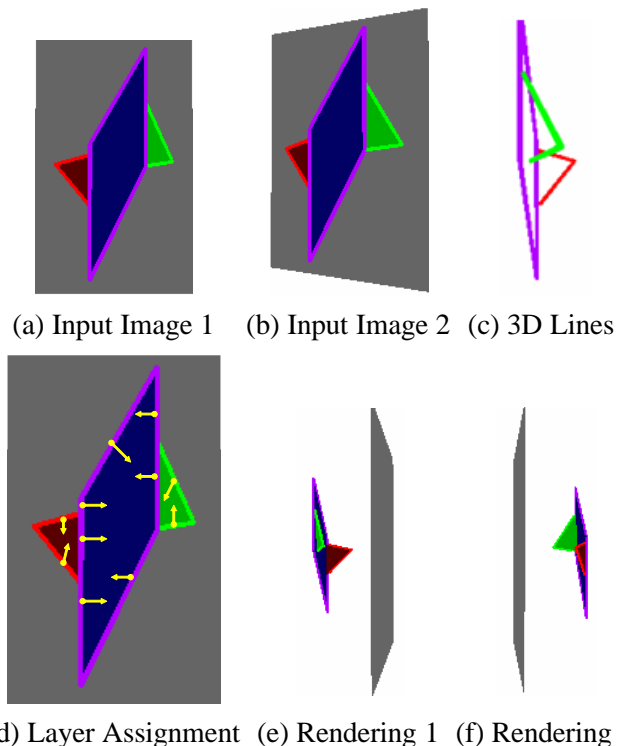 (a) Input Image 1 (b) Input Image 2 (c) 3D Lines
d) Layer Assignment (e) Rendering 1 (f) Rendering